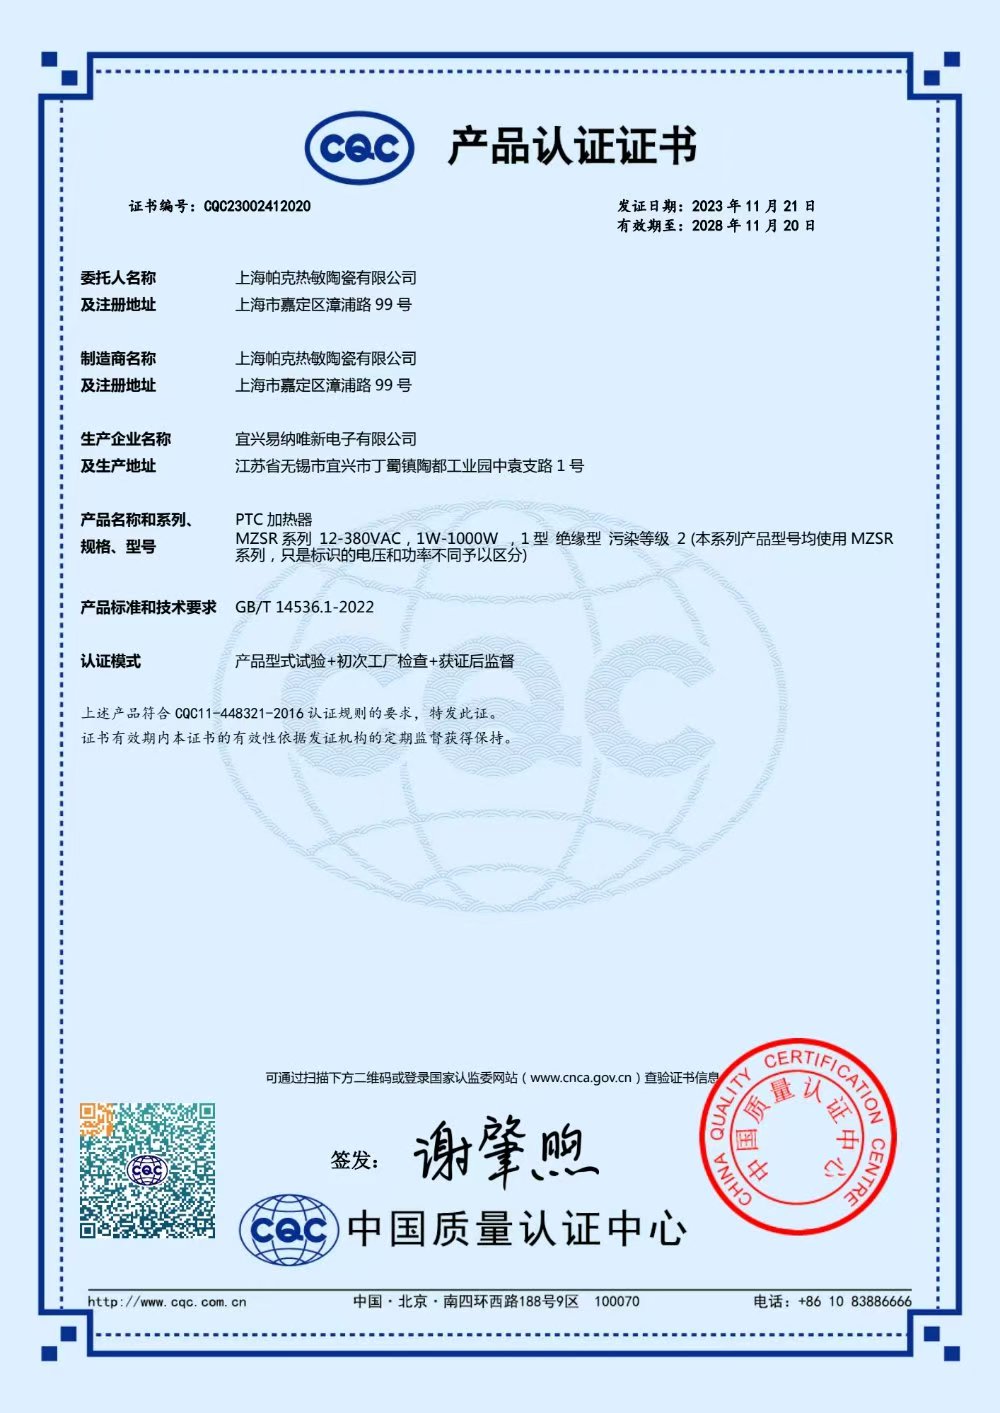 CQC 产品认证证书
证书编号：CQC23002412020
发证日期：2023 年 11 月 21 日
有效期至：2028 年 11 月 20 日
委托人名称 上海帕克热敏陶瓷有限公司
及注册地址 上海市嘉定区漳浦路 99 号
制造商名称 上海帕克热敏陶瓷有限公司
及注册地址 上海市嘉定区漳浦路 99 号
生产企业名称 宜兴易纳唯新电子有限公司
及生产地址 江苏省无锡市宜兴市丁蜀镇陶都工业园中袁支路 1 号
产品名称和系列、 PTC 加热器
规格、型号 MZSR 系列 12-380VAC，1W-1000W ，1 型 绝缘型 污染等级 2 (本系列产品型号均使用 MZSR
系列，只是标识的电压和功率不同予以区分)
产品标准和技术要求 GB/T 14536.1-2022
认证模式 产品型式试验+初次工厂检查+获证后监督
CQC
上述产品符合 CQC11-448321-2016 认证规则的要求，特发此证。
证书有效期内本证书的有效性依据发证机构的定期监督获得保持。
可通过扫描下方二维码或登录国家认监委网站（www.cnca.gov.cn）查验证书信息
CHINA QUALITY CERTIFICATION CENTRE
中国质量认证中心
CQC
签发： 谢肇煦
CQC 中国质量认证中心
http://www.cqc.com.cn 中国·北京·南四环西路188号9区 100070 电话：+86 10 83886666